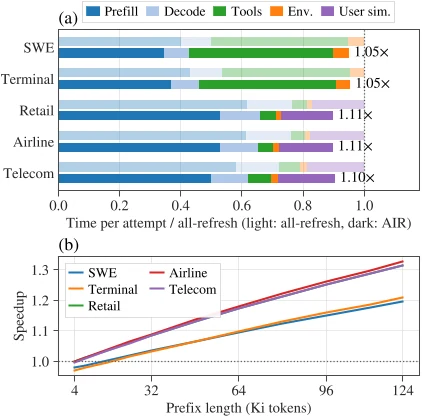 (a)
Prefill Decode Tools Env. User sim.
SWE 1.05×
Terminal 1.05×
Retail 1.11×
Airline 1.11×
Telecom 1.10×
0.0 0.2 0.4 0.6 0.8 1.0
Time per attempt / all-refresh (light: all-refresh, dark: AIR)
(b)
SWE Airline
Terminal Telecom
Retail
Speedup
1.3
1.2
1.1
1.0
4 32 64 96 124
Prefix length (Ki tokens)